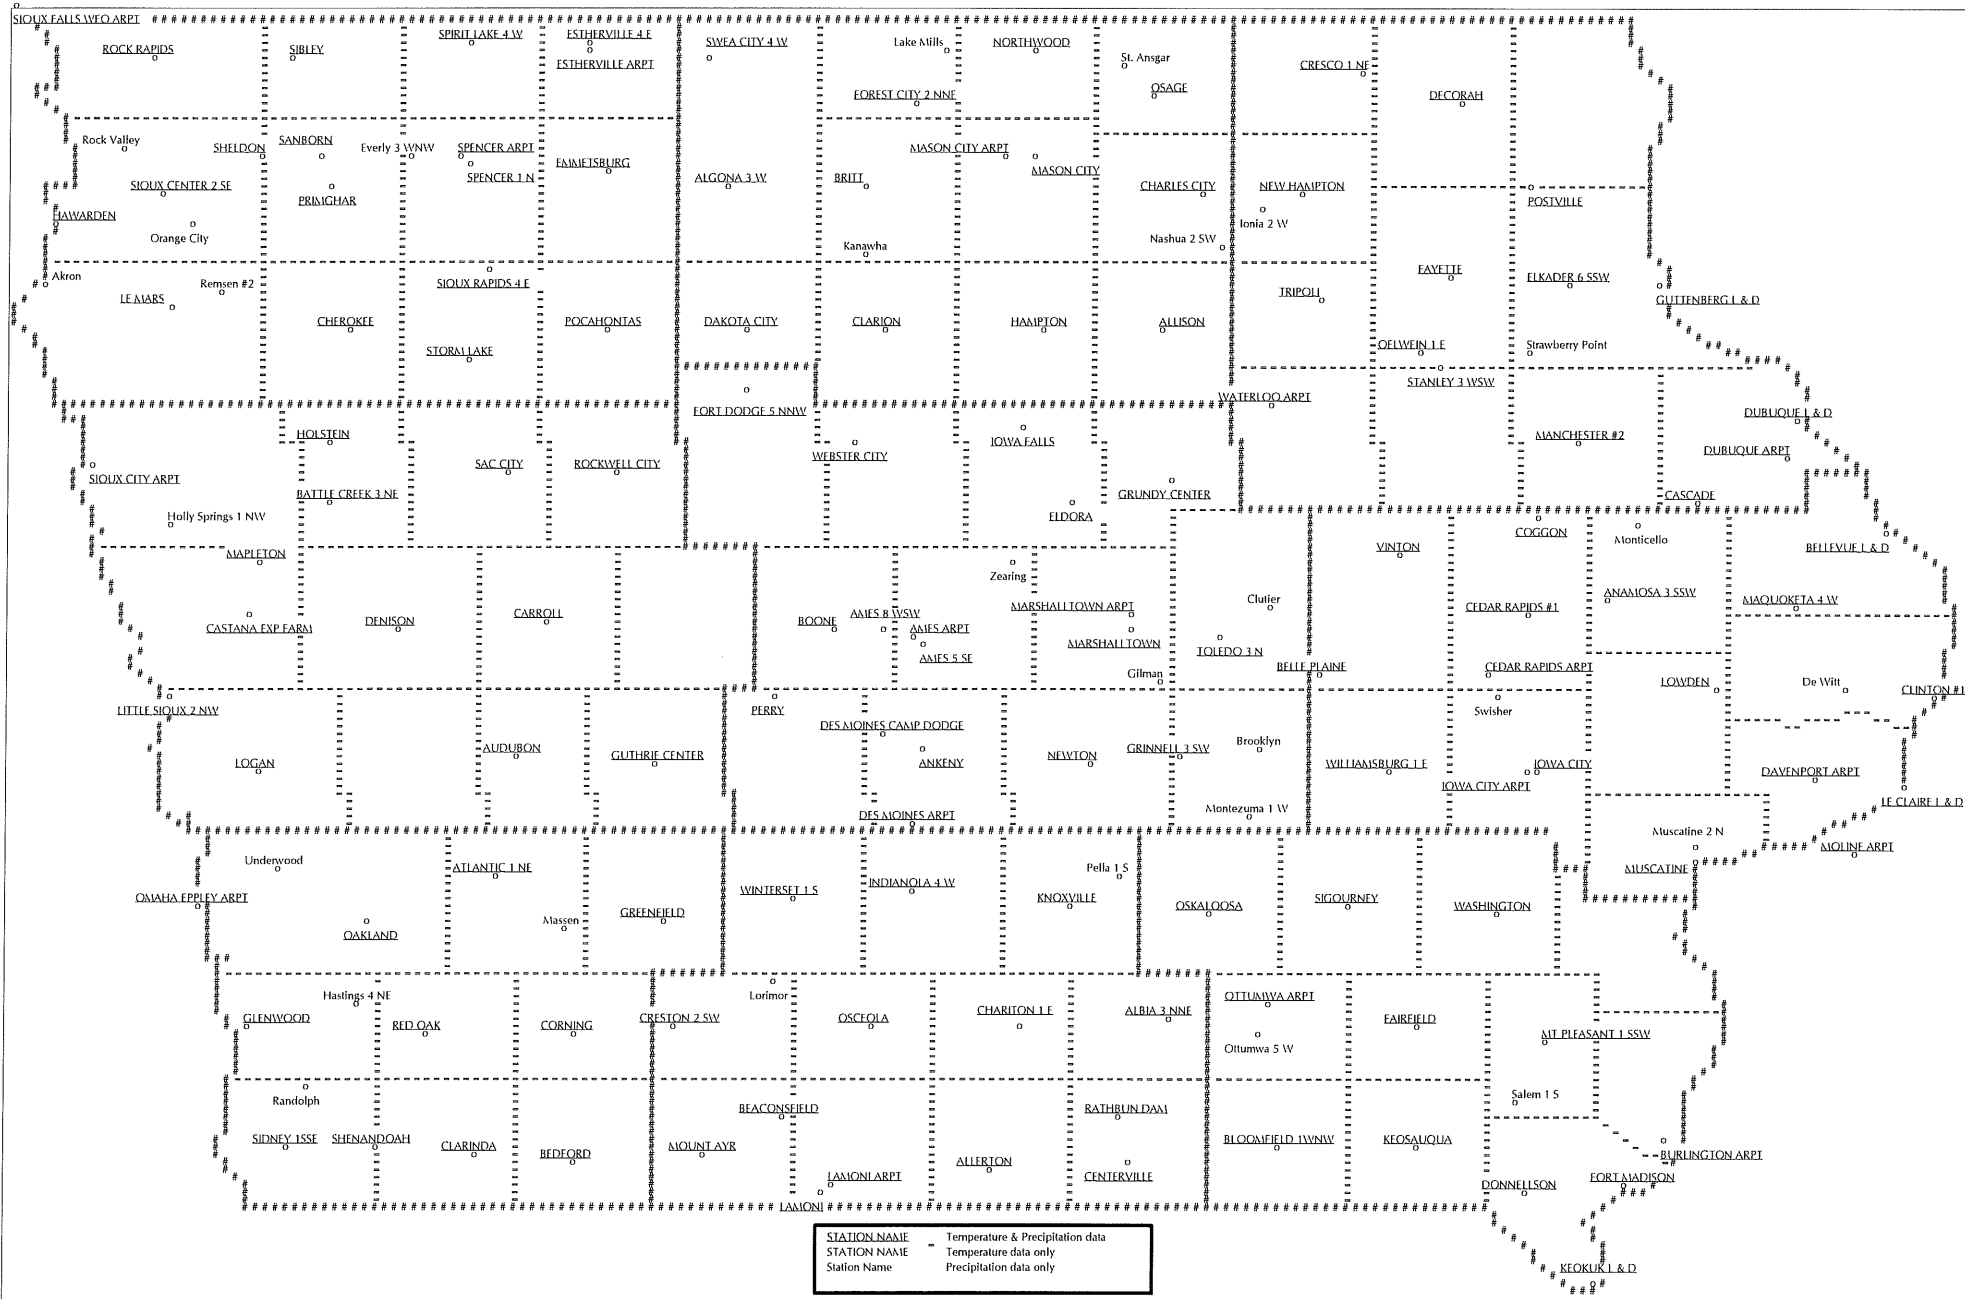 SIOUX FALLS WFO ARPT
ROCK RAPIDS
SIBLEY
SPIRIT LAKE 4 W
ESTHERVILLE 4 E
ESTHERVILLE ARPT
SWEA CITY 4 W
Lake Mills
NORTHWOOD
St. Ansgar
OSAGE
CRESCO 1 NE
DECORAH
FOREST CITY 2 NNE
Rock Valley
SHELDON
SANBORN
Everly 3 WNW
SPENCER ARPT
SPENCER 1 N
EMMETSBURG
ALGONA 3 W
BRITT
MASON CITY ARPT
MASON CITY
CHARLES CITY
NEW HAMPTON
POSTVILLE
SIOUX CENTER 2 SE
PRIMGHAR
HAWARDEN
Orange City
Kanawha
Nashua 2 SW
Ionia 2 W
Akron
LE MARS
Remsen #2
CHEROKEE
SIOUX RAPIDS 4 E
STORM LAKE
POCAHONTAS
DAKOTA CITY
CLARION
HAMPTON
ALLISON
TRIPOLI
FAYETTE
ELKADER 6 SSW
GUTTENBERG L & D
OELWEIN 1 E
Strawberry Point
STANLEY 3 WSW
WATERLOO ARPT
FORT DODGE 5 NNW
DUBUQUE L & D
DUBUQUE ARPT
HOLSTEIN
SAC CITY
ROCKWELL CITY
WEBSTER CITY
IOWA FALLS
MANCHESTER #2
SIOUX CITY ARPT
BATTLE CREEK 3 NE
GRUNDY CENTER
CASCADE
Holly Springs 1 NW
ELDORA
COGGON
Monticello
BELLEVUE L & D
MAPLETON
Zearing
VINTON
CASTANA EXP FARM
DENISON
CARROLL
BOONE
AMES 8 WSW
AMES ARPT
AMES 5 SE
MARSHALLTOWN ARPT
MARSHALLTOWN
Clutier
CEDAR RAPIDS #1
ANAMOSA 3 SSW
MAQUOKETA 4 W
TOLEDO 3 N
Gilman
BELLE PLAINE
CEDAR RAPIDS ARPT
LOWDEN
De Witt
CLINTON #1
LITTLE SIOUX 2 NW
PERRY
DES MOINES CAMP DODGE
Swisher
LOGAN
AUDUBON
GUTHRIE CENTER
ANKENY
NEWTON
GRINNELL 3 SW
Brooklyn
WILLIAMSBURG 1 E
IOWA CITY
IOWA CITY ARPT
DAVENPORT ARPT
LE CLAIRE L & D
DES MOINES ARPT
Montezuma 1 W
Muscatine 2 N
MOLINE ARPT
Underwood
ATLANTIC 1 NE
WINTERSET 1 S
INDIANOLA 4 W
Pella 1 S
MUSCATINE
OMAHA EPPLEY ARPT
KNOXVILLE
OSKALOOSA
SIGOURNEY
WASHINGTON
OAKLAND
Massen
GREENFIELD
Hastings 4 NE
Lorimor
OTTUMWA ARPT
GLENWOOD
RED OAK
CORNING
CRESTON 2 SW
OSCEOLA
CHARITON 1 E
ALBIA 3 NNE
FAIRFIELD
MT PLEASANT 1 SSW
Ottumwa 5 W
Randolph
BEACONSFIELD
RATHBUN DAM
Salem 1 S
SIDNEY 1SSE
SHENANDOAH
CLARINDA
BEDFORD
MOUNT AYR
BLOOMFIELD 1WNW
KEOSAUQUA
BURLINGTON ARPT
LAMONI ARPT
ALLERTON
CENTERVILLE
DONNELLSON
FORT MADISON
LAMONI
KEOKUK L & D
STATION NAME – Temperature & Precipitation data
STATION NAME Temperature data only
Station Name Precipitation data only